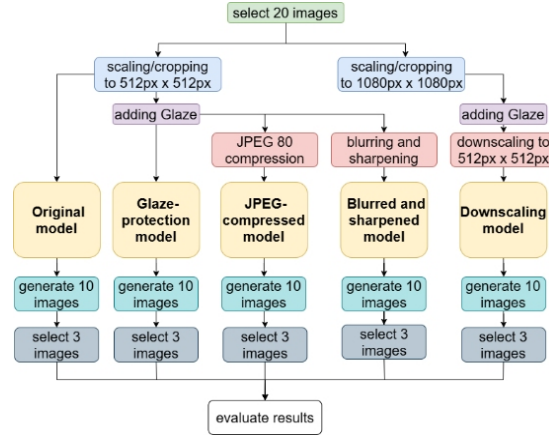 select 20 images
scaling/cropping
to 512px x 512px
scaling/cropping
to 1080px x 1080px
adding Glaze
adding Glaze
JPEG 80
compression
blurring and
sharpening
downscaling to
512px x 512px
Original
model
Glaze-
protection
model
JPEG-
compressed
model
Blurred and
sharpened
model
Downscaling
model
generate 10
images
generate 10
images
generate 10
images
generate 10
images
generate 10
images
select 3
images
select 3
images
select 3
images
select 3
images
select 3
images
evaluate results